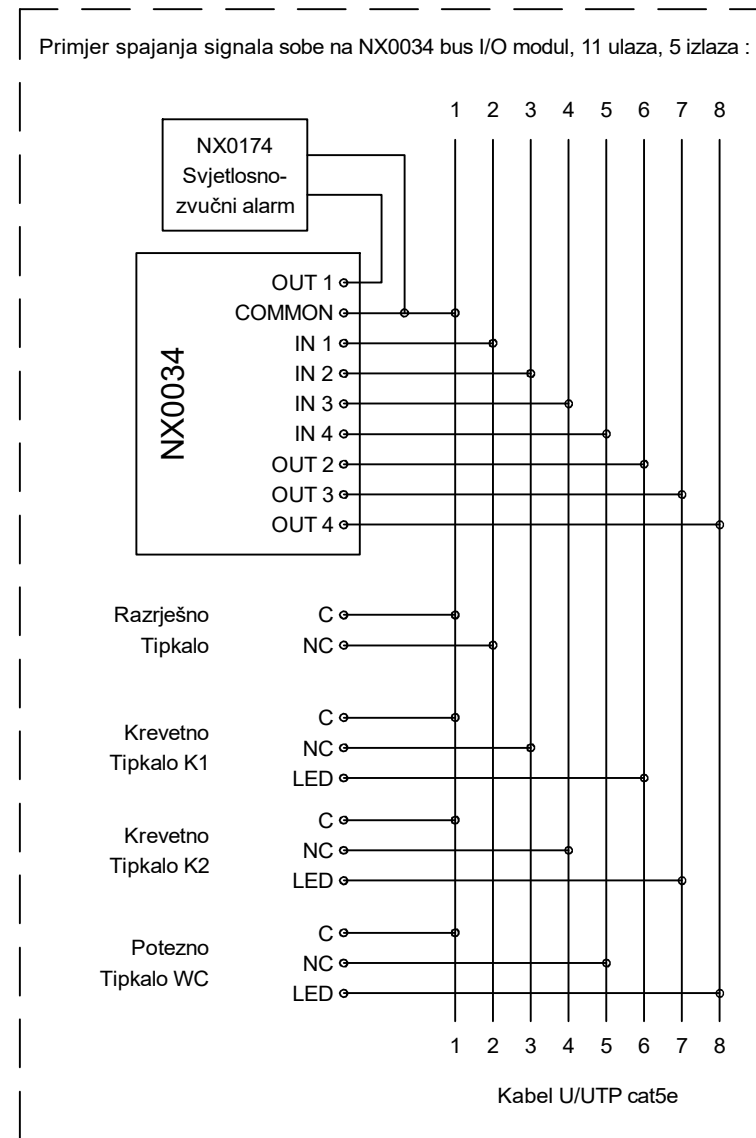 Primjer spajanja signala sobe na NX0034 bus I/O modul, 11 ulaza, 5 izlaza :
1 2 3 4 5 6 7 8
NX0174
Svjetlosno-
zvučni alarm
NX0034
OUT 1
COMMON
IN 1
IN 2
IN 3
IN 4
OUT 2
OUT 3
OUT 4
Razrješno
Tipkalo
C
NC
Krevetno
Tipkalo K1
C
NC
LED
Krevetno
Tipkalo K2
C
NC
LED
Potezno
Tipkalo WC
C
NC
LED
1 2 3 4 5 6 7 8
Kabel U/UTP cat5e